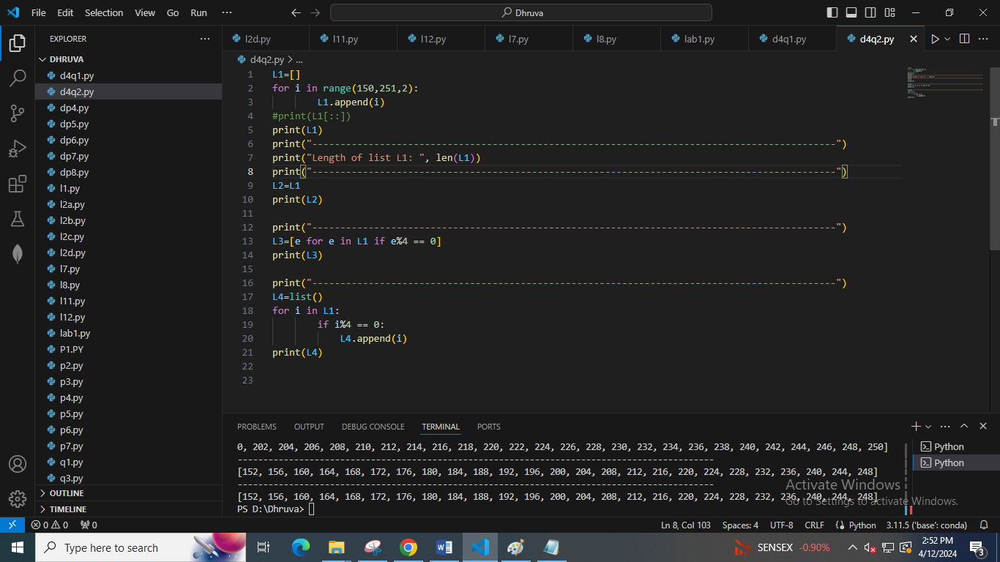 File Edit Selection View Go Run ··· Dhruva
EXPLORER ···
DHRUVA
d4q1.py
d4q2.py
dp4.py
dp5.py
dp6.py
dp7.py
dp8.py
l1.py
l2a.py
l2b.py
l2c.py
l2d.py
l7.py
l8.py
l11.py
l12.py
lab1.py
P1.PY
p2.py
p3.py
p4.py
p5.py
p6.py
p7.py
q1.py
q3.py
OUTLINE
TIMELINE
l2d.py l11.py l12.py l7.py l8.py lab1.py d4q1.py d4q2.py
d4q2.py > ...
1 L1=[]
2 for i in range(150,251,2):
3 L1.append(i)
4 #print(L1[::])
5 print(L1)
6 print("---------------------------------------------------------------------------------------------")
7 print("Length of list L1: ", len(L1))
8 print("---------------------------------------------------------------------------------------------")
9 L2=L1
10 print(L2)
11
12 print("---------------------------------------------------------------------------------------------")
13 L3=[e for e in L1 if e%4 == 0]
14 print(L3)
15
16 print("---------------------------------------------------------------------------------------------")
17 L4=list()
18 for i in L1:
19 if i%4 == 0:
20 L4.append(i)
21 print(L4)
22
23
PROBLEMS OUTPUT DEBUG CONSOLE TERMINAL PORTS
0, 202, 204, 206, 208, 210, 212, 214, 216, 218, 220, 222, 224, 226, 228, 230, 232, 234, 236, 238, 240, 242, 244, 246, 248, 250]
---------------------------------------------------------------------------------------------
[152, 156, 160, 164, 168, 172, 176, 180, 184, 188, 192, 196, 200, 204, 208, 212, 216, 220, 224, 228, 232, 236, 240, 244, 248]
---------------------------------------------------------------------------------------------
[152, 156, 160, 164, 168, 172, 176, 180, 184, 188, 192, 196, 200, 204, 208, 212, 216, 220, 224, 228, 232, 236, 240, 244, 248]
PS D:\Dhruva>
Python
Python
Activate Windows
Go to Settings to activate Windows.
0 0 0 Ln 8, Col 103 Spaces: 4 UTF-8 CRLF Python 3.11.5 ('base': conda)
Type here to search SENSEX -0.90% 2:52 PM
4/12/2024 3